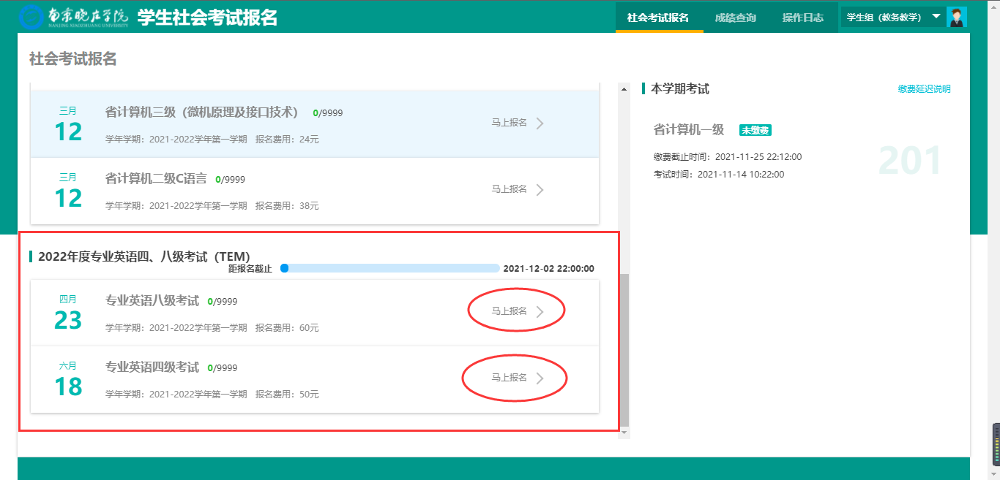 南京晓庄学院
NANJING XIAOZHUANG UNIVERSITY
学生社会考试报名
社会考试报名
成绩查询
操作日志
学生组（教务教学）
社会考试报名
三月
12
省计算机三级（微机原理及接口技术） 0/9999
学年学期：2021-2022学年第一学期 报名费用：24元
马上报名
三月
12
省计算机二级C语言 0/9999
学年学期：2021-2022学年第一学期 报名费用：38元
马上报名
2022年度专业英语四、八级考试（TEM）
距报名截止
2021-12-02 22:00:00
四月
23
专业英语八级考试 0/9999
学年学期：2021-2022学年第一学期 报名费用：60元
马上报名
六月
18
专业英语四级考试 0/9999
学年学期：2021-2022学年第一学期 报名费用：50元
马上报名
本学期考试
缴费延迟说明
省计算机一级 未缴费
缴费截止时间：2021-11-25 22:12:00
考试时间：2021-11-14 10:22:00
201